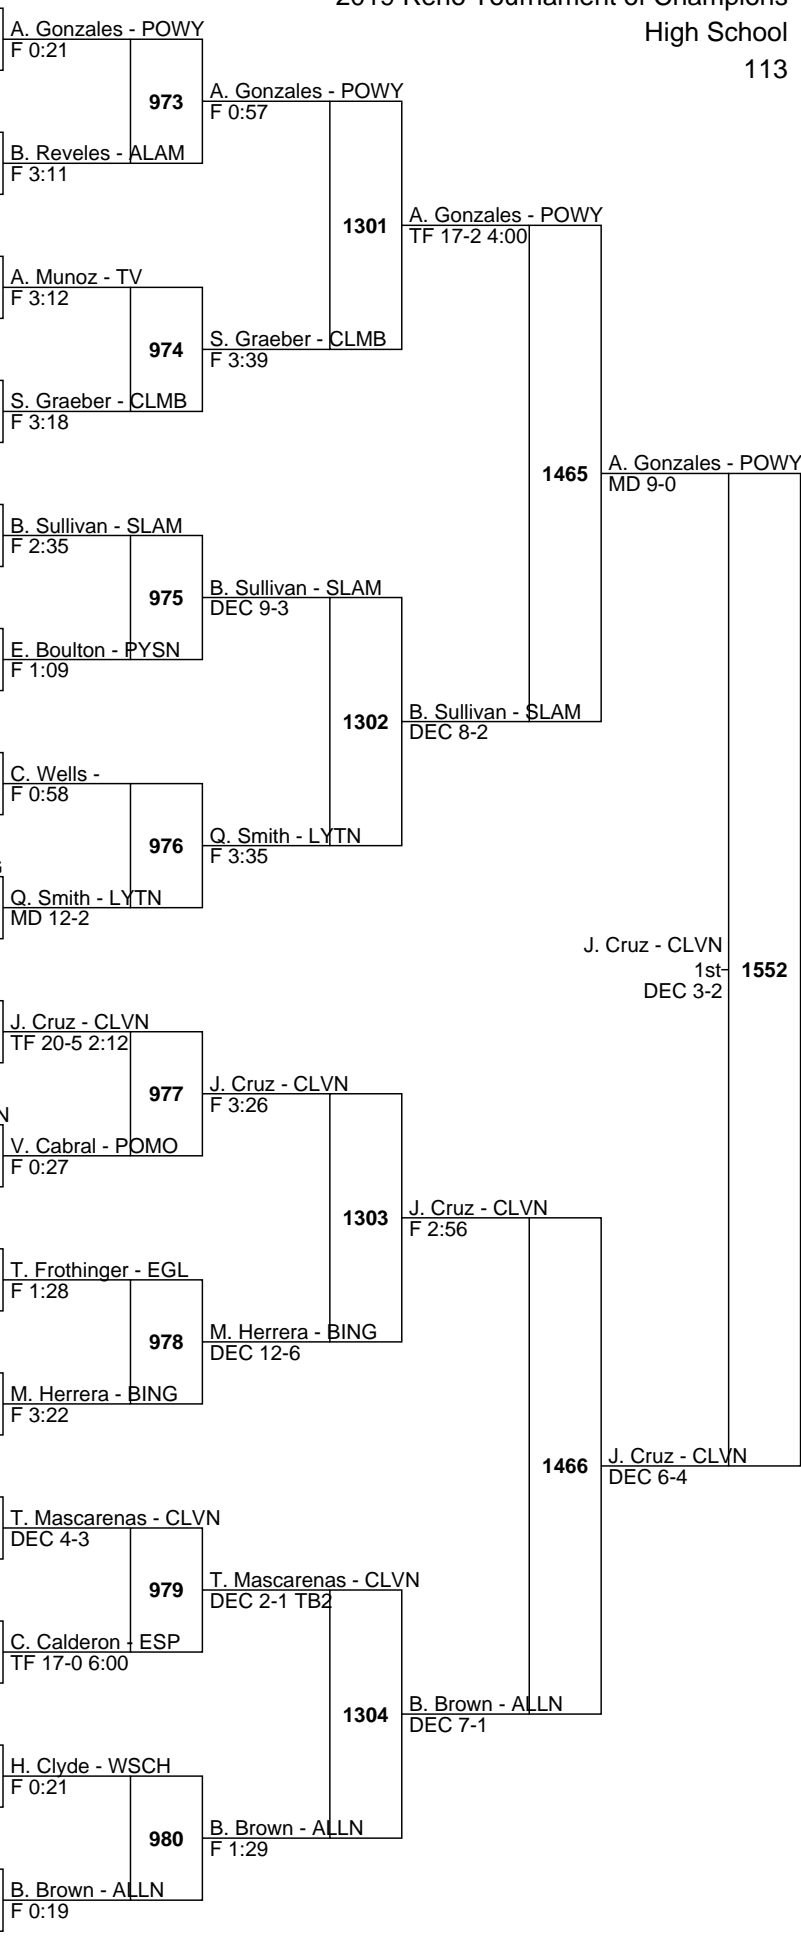 2019 Reno Tournament of Champions
High School
113
A. Gonzales - POWY
F 0:21
973
A. Gonzales - POWY
F 0:57
B. Reveles - ALAM
F 3:11
1301
A. Gonzales - POWY
TF 17-2 4:00
A. Munoz - TV
F 3:12
974
S. Graeber - CLMB
F 3:39
S. Graeber - CLMB
F 3:18
1465
A. Gonzales - POWY
MD 9-0
B. Sullivan - SLAM
F 2:35
975
B. Sullivan - SLAM
DEC 9-3
E. Boulton - PYSN
F 1:09
1302
B. Sullivan - SLAM
DEC 8-2
C. Wells -
F 0:58
976
Q. Smith - LYTN
F 3:35
Q. Smith - LYTN
MD 12-2
J. Cruz - CLVN
1st
DEC 3-2
1552
J. Cruz - CLVN
TF 20-5 2:12
977
J. Cruz - CLVN
F 3:26
N
V. Cabral - POMO
F 0:27
1303
J. Cruz - CLVN
F 2:56
T. Frothinger - EGL
F 1:28
978
M. Herrera - BING
DEC 12-6
M. Herrera - BING
F 3:22
1466
J. Cruz - CLVN
DEC 6-4
T. Mascarenas - CLVN
DEC 4-3
979
T. Mascarenas - CLVN
DEC 2-1 TB2
C. Calderon - ESP
TF 17-0 6:00
1304
B. Brown - ALLN
DEC 7-1
H. Clyde - WSCH
F 0:21
980
B. Brown - ALLN
F 1:29
B. Brown - ALLN
F 0:19